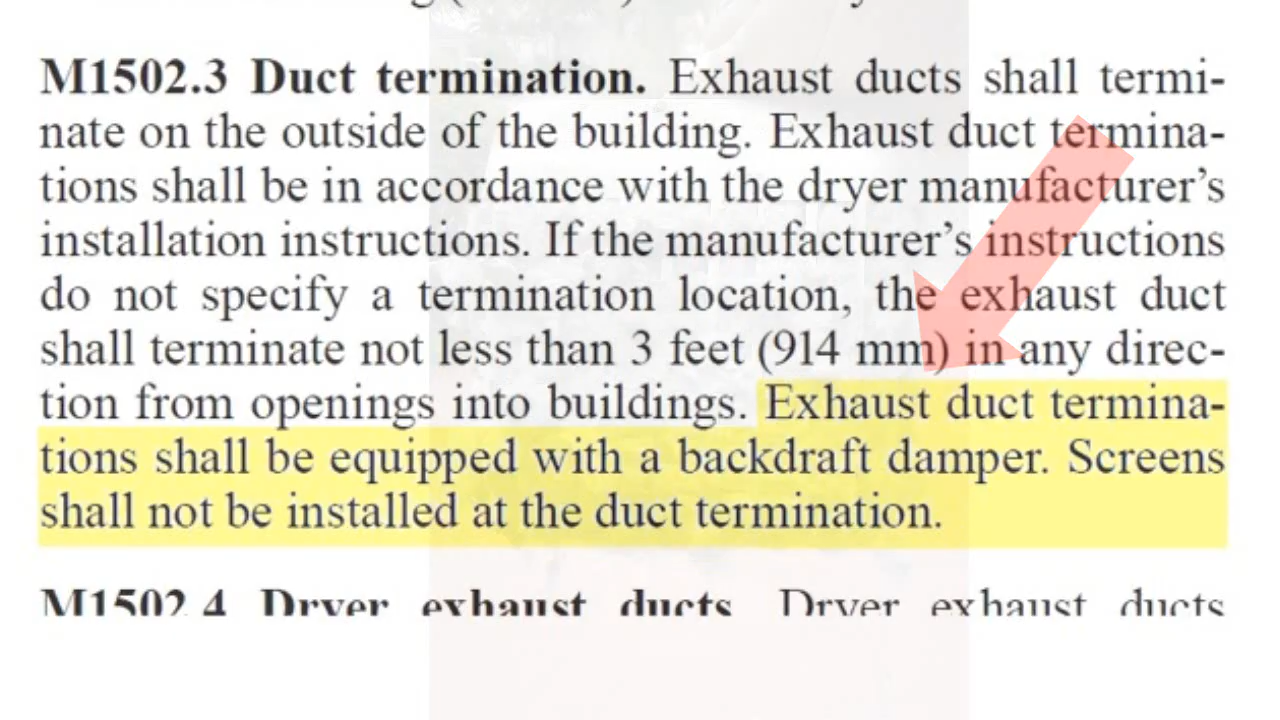 M1502.3 Duct termination. Exhaust ducts shall termi-
nate on the outside of the building. Exhaust duct termina-
tions shall be in accordance with the dryer manufacturer's
installation instructions. If the manufacturer's instructions
do not specify a termination location, the exhaust duct
shall terminate not less than 3 feet (914 mm) in any direc-
tion from openings into buildings. Exhaust duct termina-
tions shall be equipped with a backdraft damper. Screens
shall not be installed at the duct termination.
M1502.4 Dryer exhaust ducts Dryer exhaust ducts